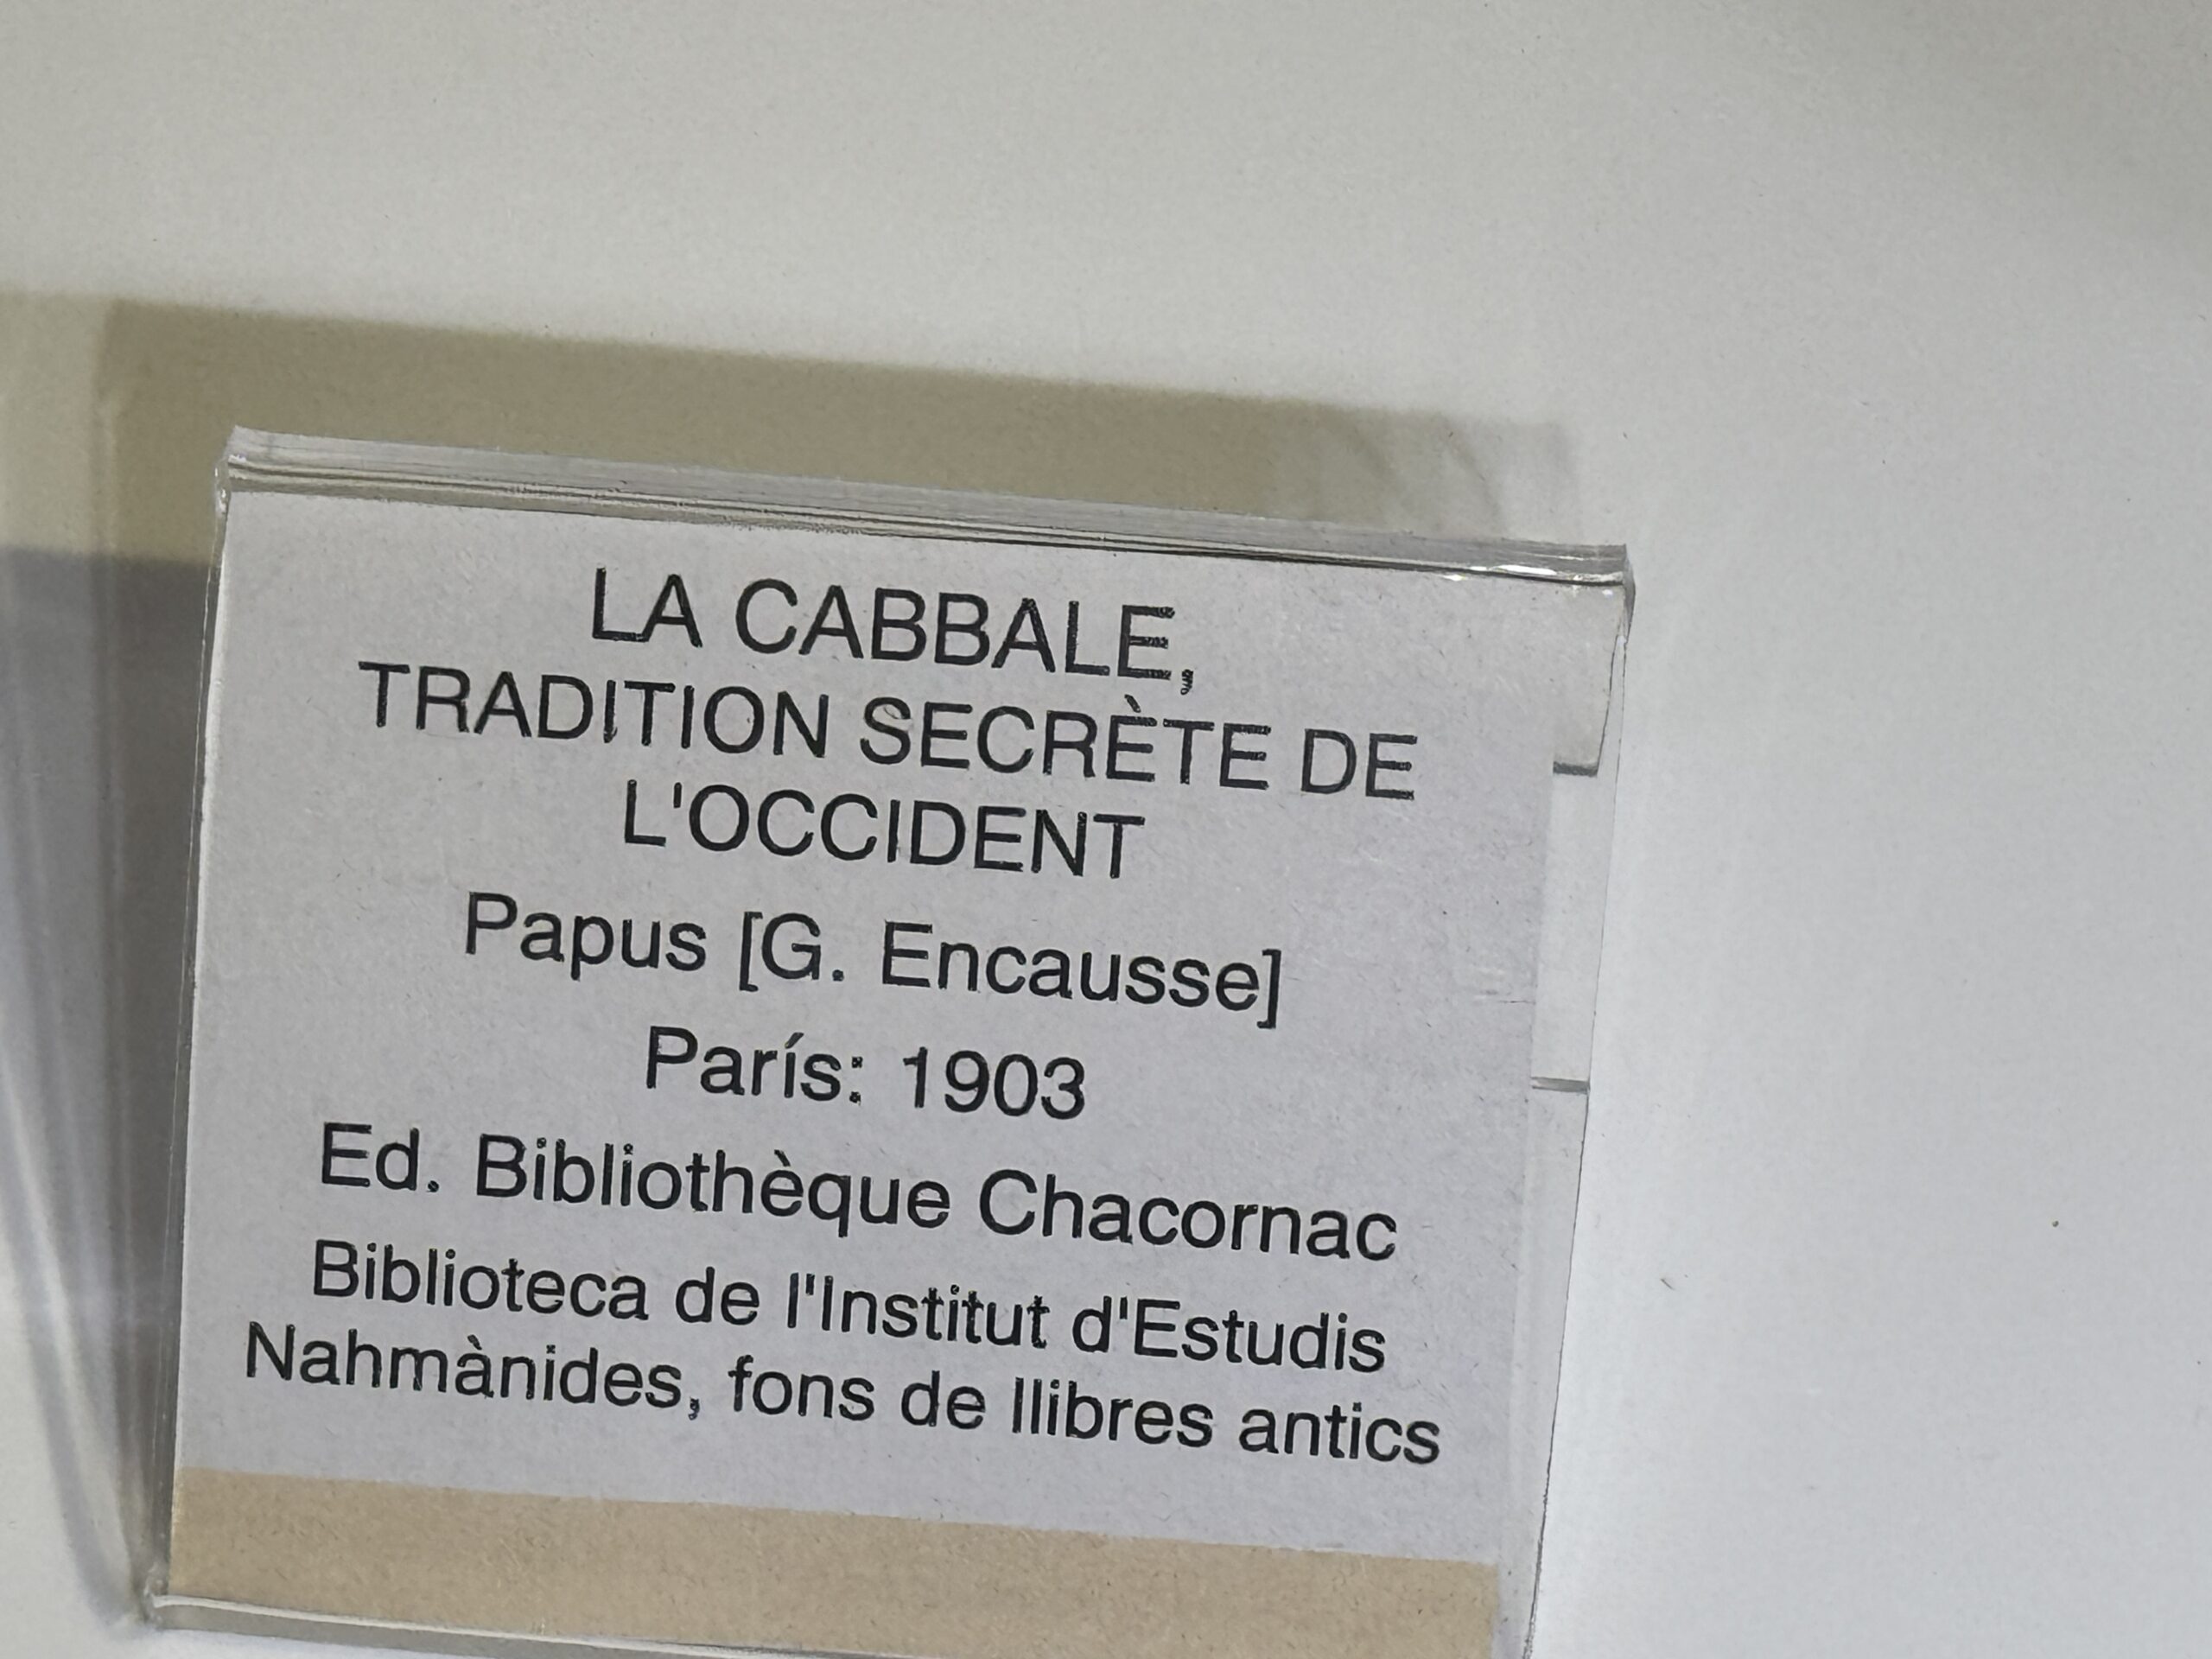 LA CABBALE,
TRADITION SECRÈTE DE
L'OCCIDENT
Papus [G. Encausse]
París: 1903
Ed. Bibliothèque Chacornac
Biblioteca de l'Institut d'Estudis
Nahmànides, fons de llibres antics